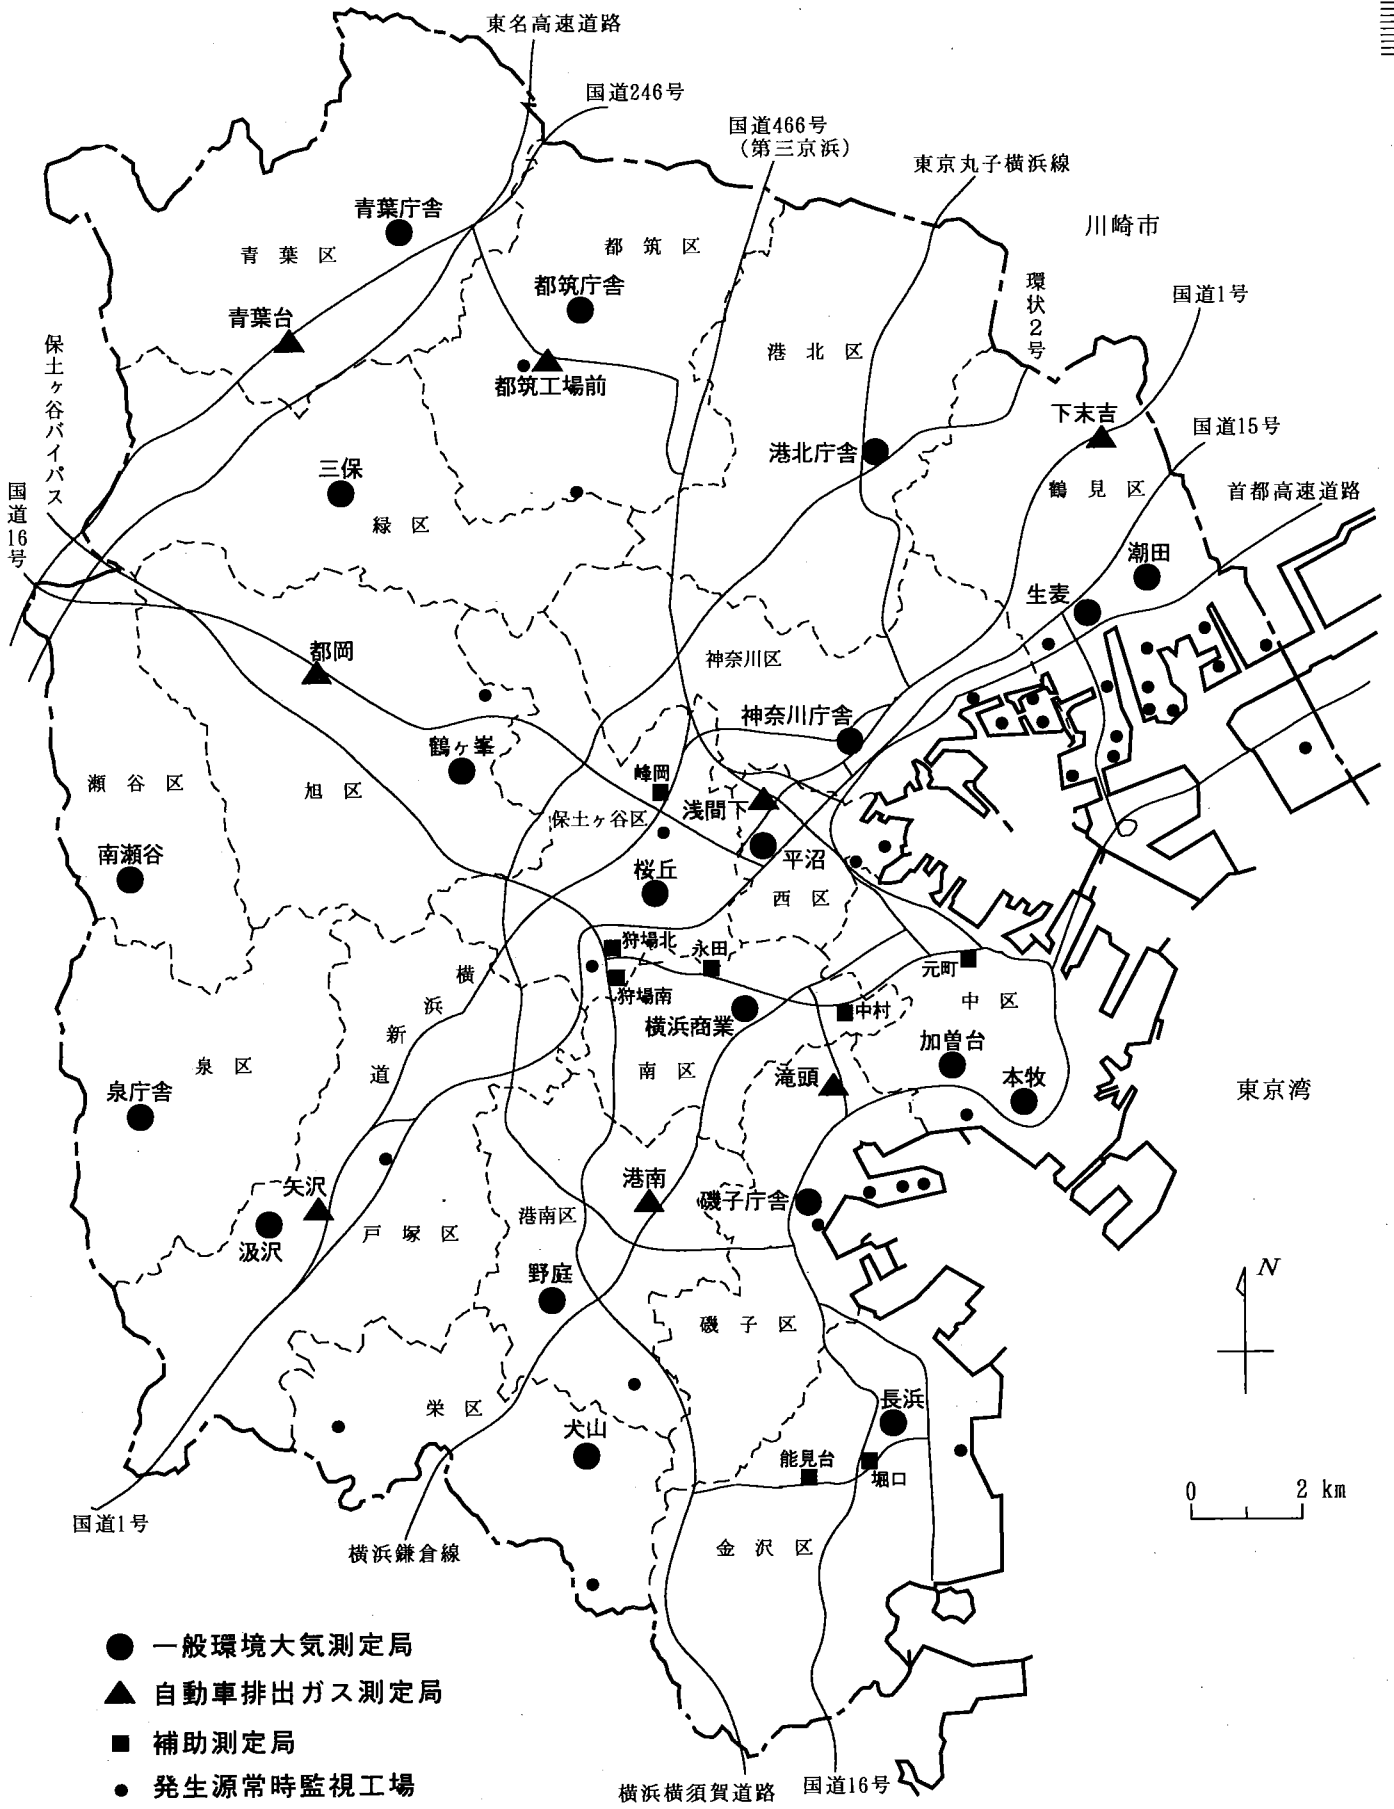 東名高速道路
国道246号
国道466号
（第三京浜）
東京丸子横浜線
川崎市
青葉庁舎
青葉区
都筑区
都筑庁舎
環状2号
国道1号
青葉台
保土ヶ谷バイパス
港北区
都筑工場前
下末吉
国道15号
港北庁舎
三保
国道16号
緑区
鶴見区
首都高速道路
潮田
生麦
都岡
神奈川区
神奈川庁舎
鶴ヶ峯
瀬谷区
旭区
峰岡
浅間下
保土ヶ谷区
南瀬谷
桜丘
平沼
西区
狩場北
永田
元町
横浜新道
狩場南
中区
中村
横浜商業
加曽台
泉区
南区
滝頭
本牧
泉庁舎
東京湾
矢沢
港南
磯子庁舎
汲沢
戸塚区
港南区
野庭
N
磯子区
栄区
犬山
長浜
能見台
堀口
0 2 km
国道1号
横浜鎌倉線
金沢区
一般環境大気測定局
自動車排出ガス測定局
補助測定局
発生源常時監視工場
横浜横須賀道路
国道16号